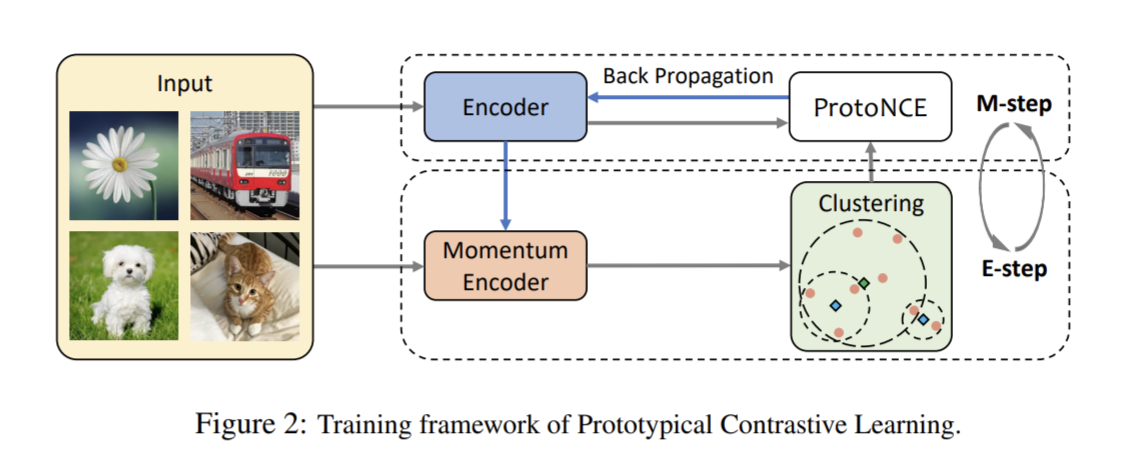 Input
Encoder
Back Propagation
ProtoNCE
M-step
Momentum
Encoder
Clustering
E-step
Figure 2: Training framework of Prototypical Contrastive Learning.